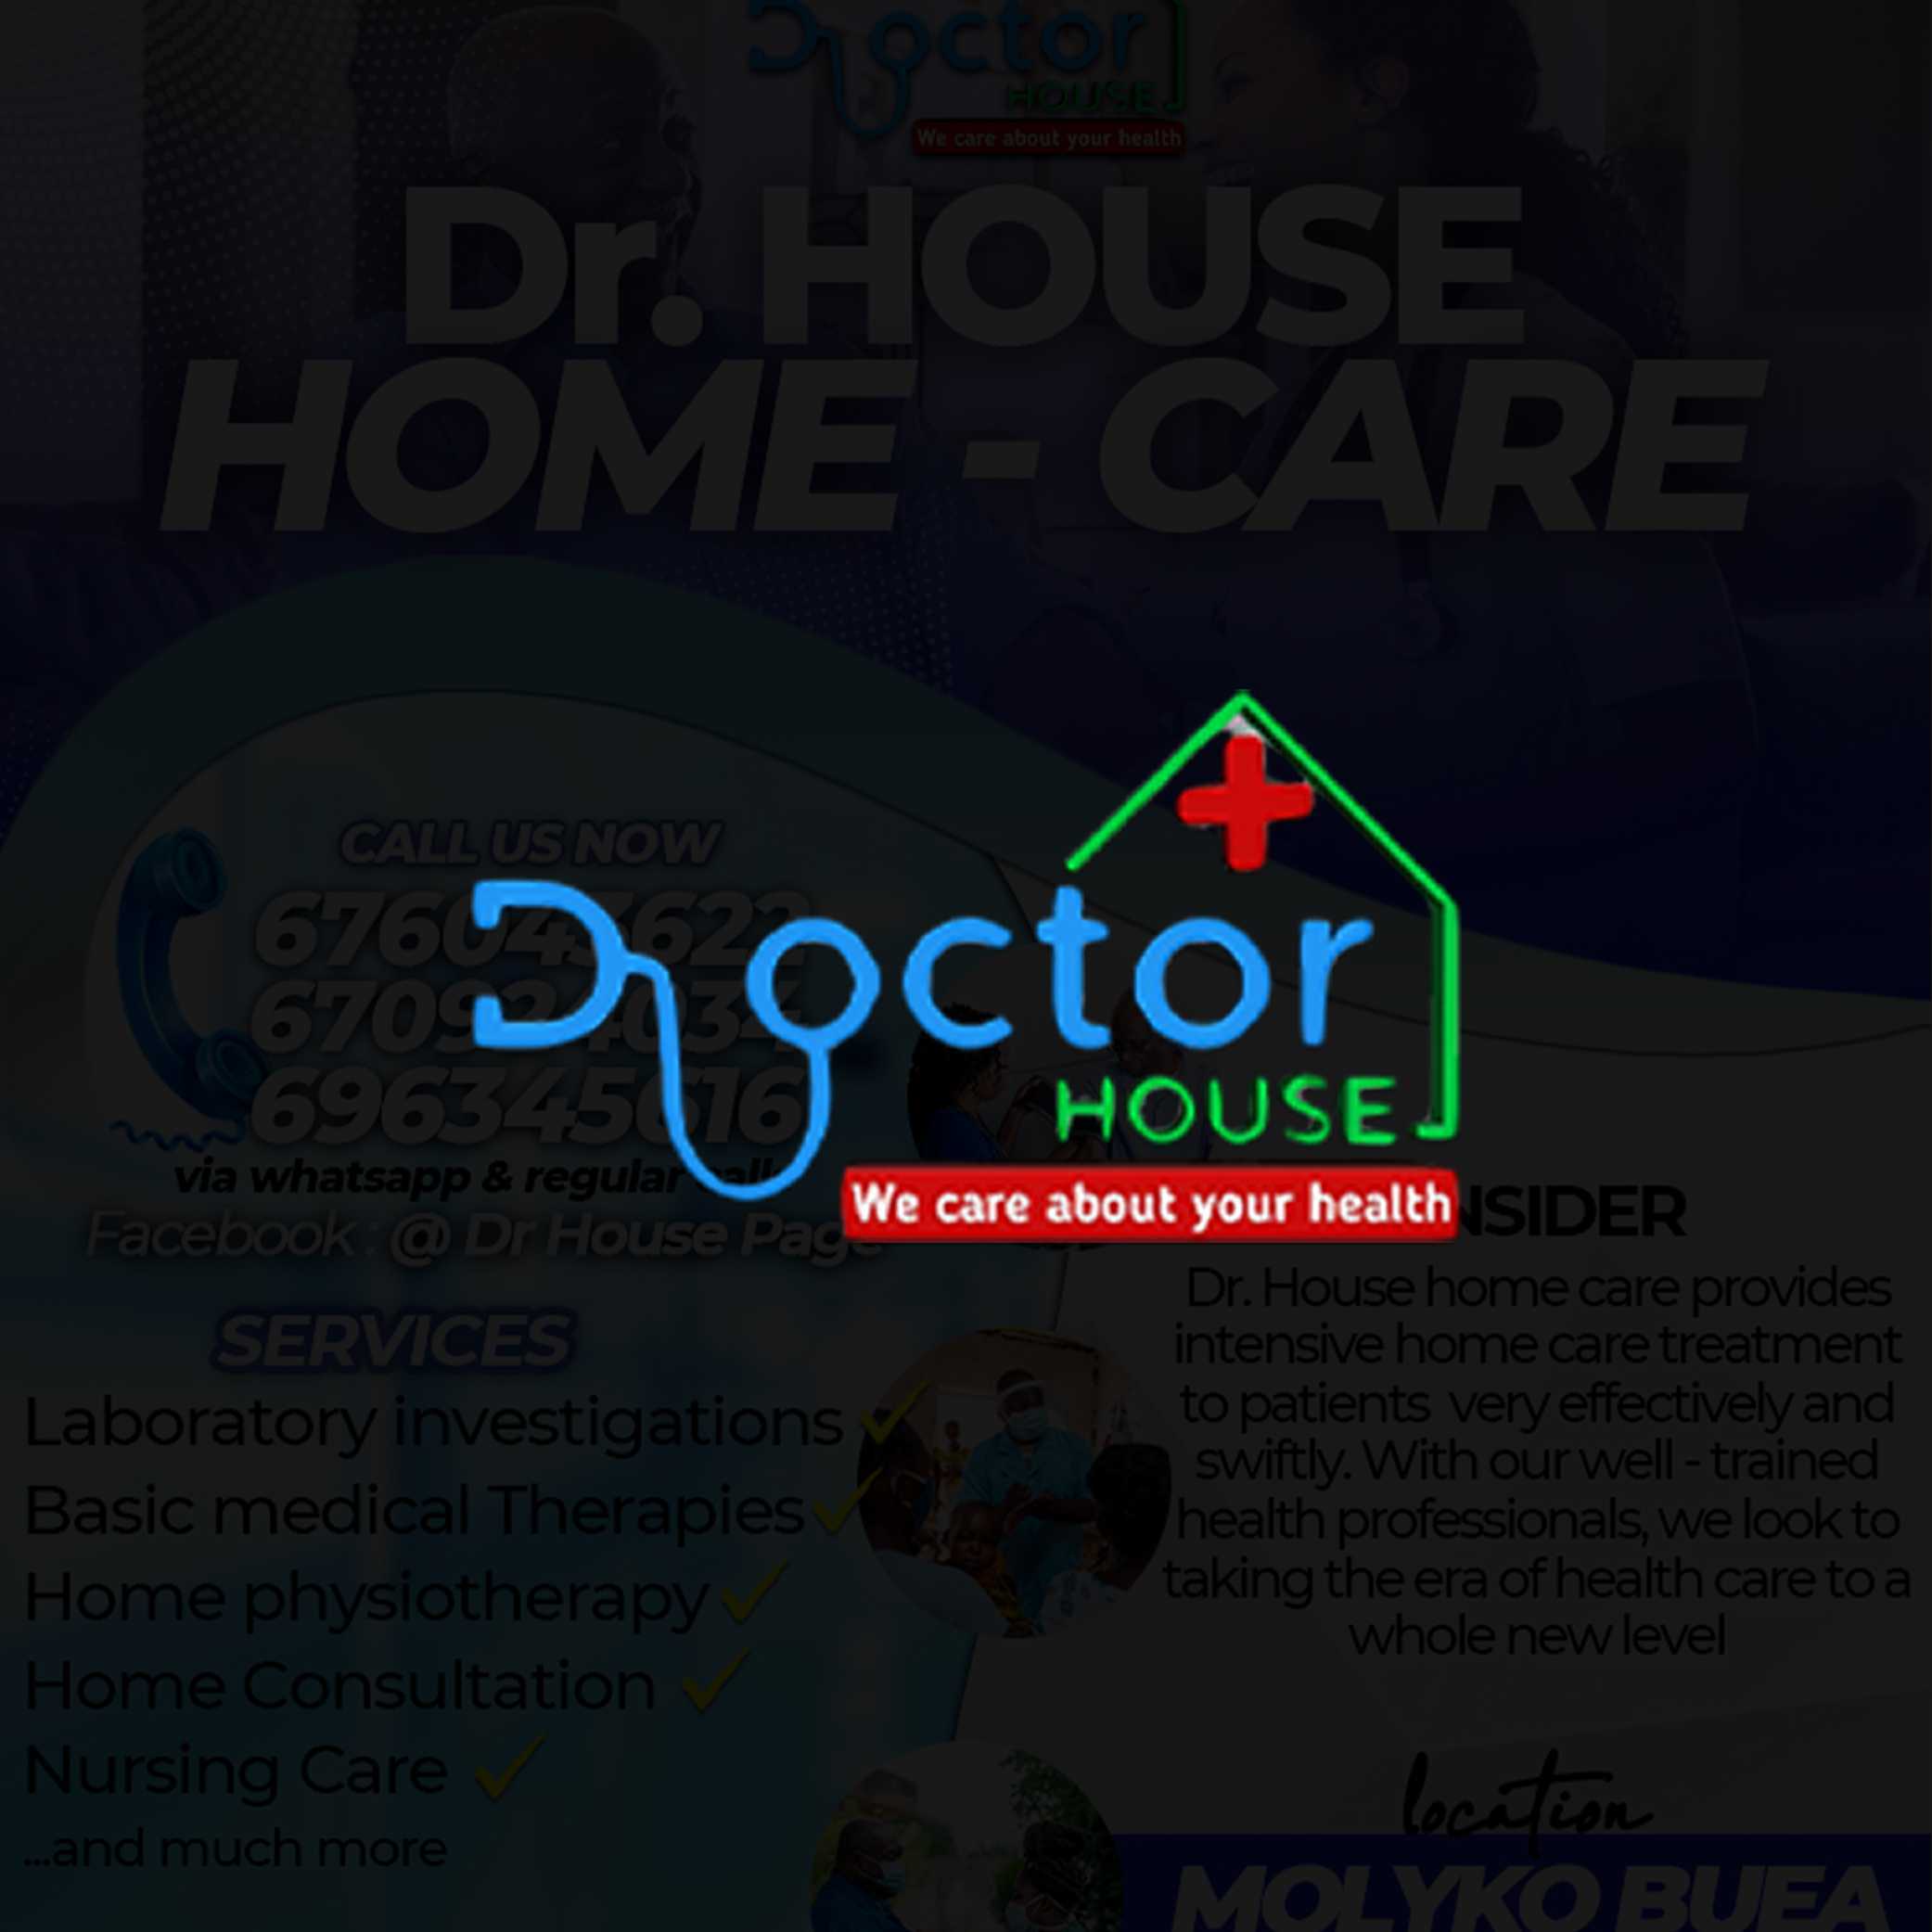 Doctor
HOUSE
We care about your health
Dr. HOUSE
HOME - CARE
CALL US NOW
696345616
via whatsapp & regular
Facebook : @ Dr House Page
Doctor
HOUSE
We care about your health
SERVICES
Laboratory investigations
Basic medical Therapies
Home physiotherapy
Home Consultation
Nursing Care
...and much more
Dr. House home care provides
intensive home care treatment
to patients very effectively and
swiftly. With our well - trained
health professionals, we look to
taking the era of health care to a
whole new level
location
MOLYKO BUEA